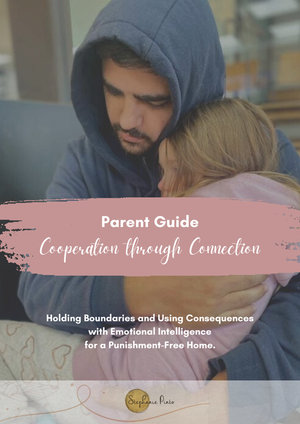 Parent Guide
Cooperation through Connection
Holding Boundaries and Using Consequences
with Emotional Intelligence
for a Punishment-Free Home.
Stephanie Pinto